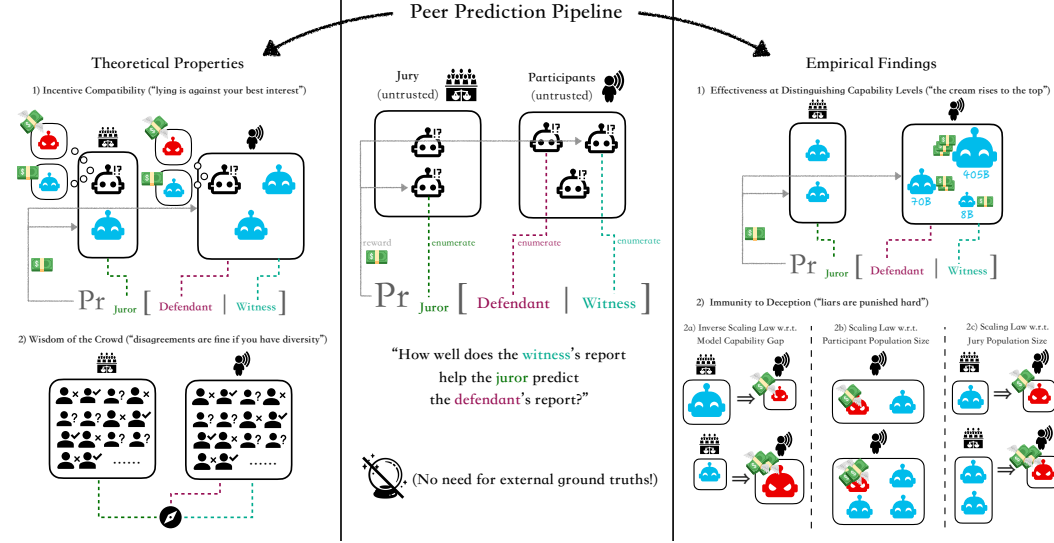 Peer Prediction Pipeline
Theoretical Properties
1) Incentive Compatibility (“lying is against your best interest”)
!?
!?
Pr Juror [ Defendant | Witness ]
2) Wisdom of the Crowd (“disagreements are fine if you have diversity”)
? ?
? ? ?
?
......
? ?
? ? ?
? ?
......
Jury
(untrusted)
Participants
(untrusted)
!?
!?
!?
!?
!?
reward
enumerate
enumerate
enumerate
Pr Juror [ Defendant | Witness ]
“How well does the witness’s report
help the juror predict
the defendant’s report?”
(No need for external ground truths!)
Empirical Findings
1) Effectiveness at Distinguishing Capability Levels (“the cream rises to the top”)
405B
70B
8B
Pr Juror [ Defendant | Witness ]
2) Immunity to Deception (“liars are punished hard”)
2a) Inverse Scaling Law w.r.t.
Model Capability Gap
2b) Scaling Law w.r.t.
Participant Population Size
2c) Scaling Law w.r.t.
Jury Population Size